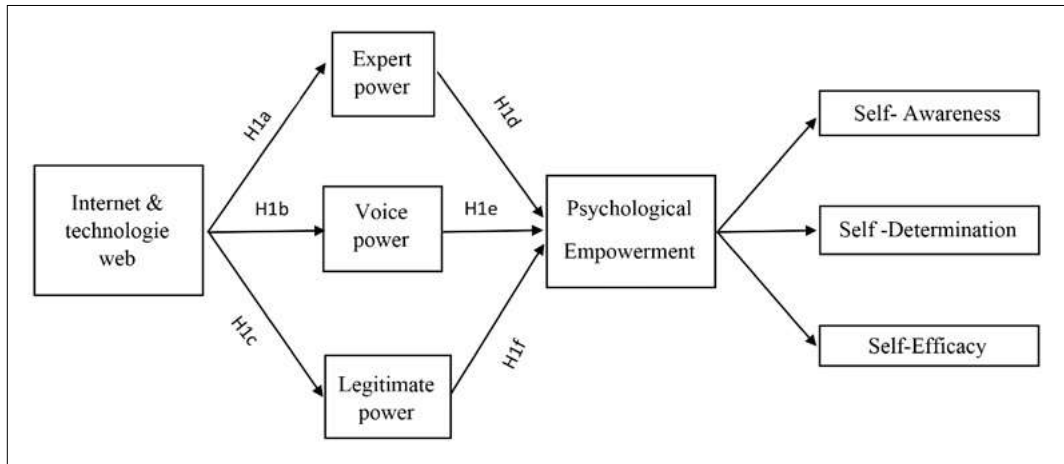 Internet &
technologie
web
H1a
H1b
H1c
Expert
power
Voice
power
Legitimate
power
H1d
H1e
H1f
Psychological
Empowerment
Self- Awareness
Self -Determination
Self-Efficacy